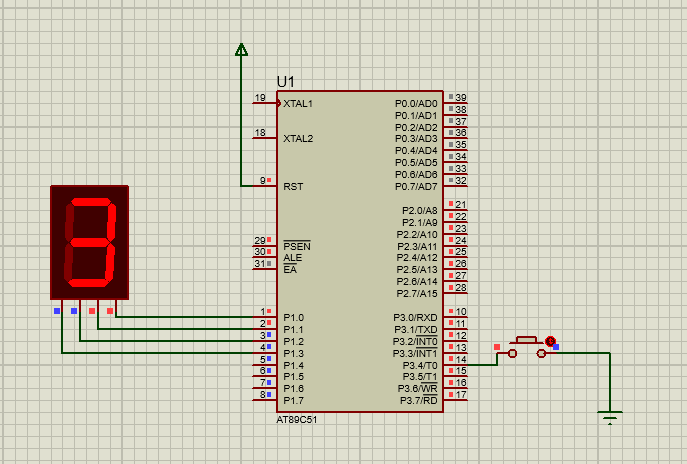 U1
19 XTAL1
18 XTAL2
9 RST
29 PSEN
30 ALE
31 EA
1 P1.0
2 P1.1
3 P1.2
4 P1.3
5 P1.4
6 P1.5
7 P1.6
8 P1.7
P0.0/AD0 39
P0.1/AD1 38
P0.2/AD2 37
P0.3/AD3 36
P0.4/AD4 35
P0.5/AD5 34
P0.6/AD6 33
P0.7/AD7 32
P2.0/A8 21
P2.1/A9 22
P2.2/A10 23
P2.3/A11 24
P2.4/A12 25
P2.5/A13 26
P2.6/A14 27
P2.7/A15 28
P3.0/RXD 10
P3.1/TXD 11
P3.2/INT0 12
P3.3/INT1 13
P3.4/T0 14
P3.5/T1 15
P3.6/WR 16
P3.7/RD 17
AT89C51
3